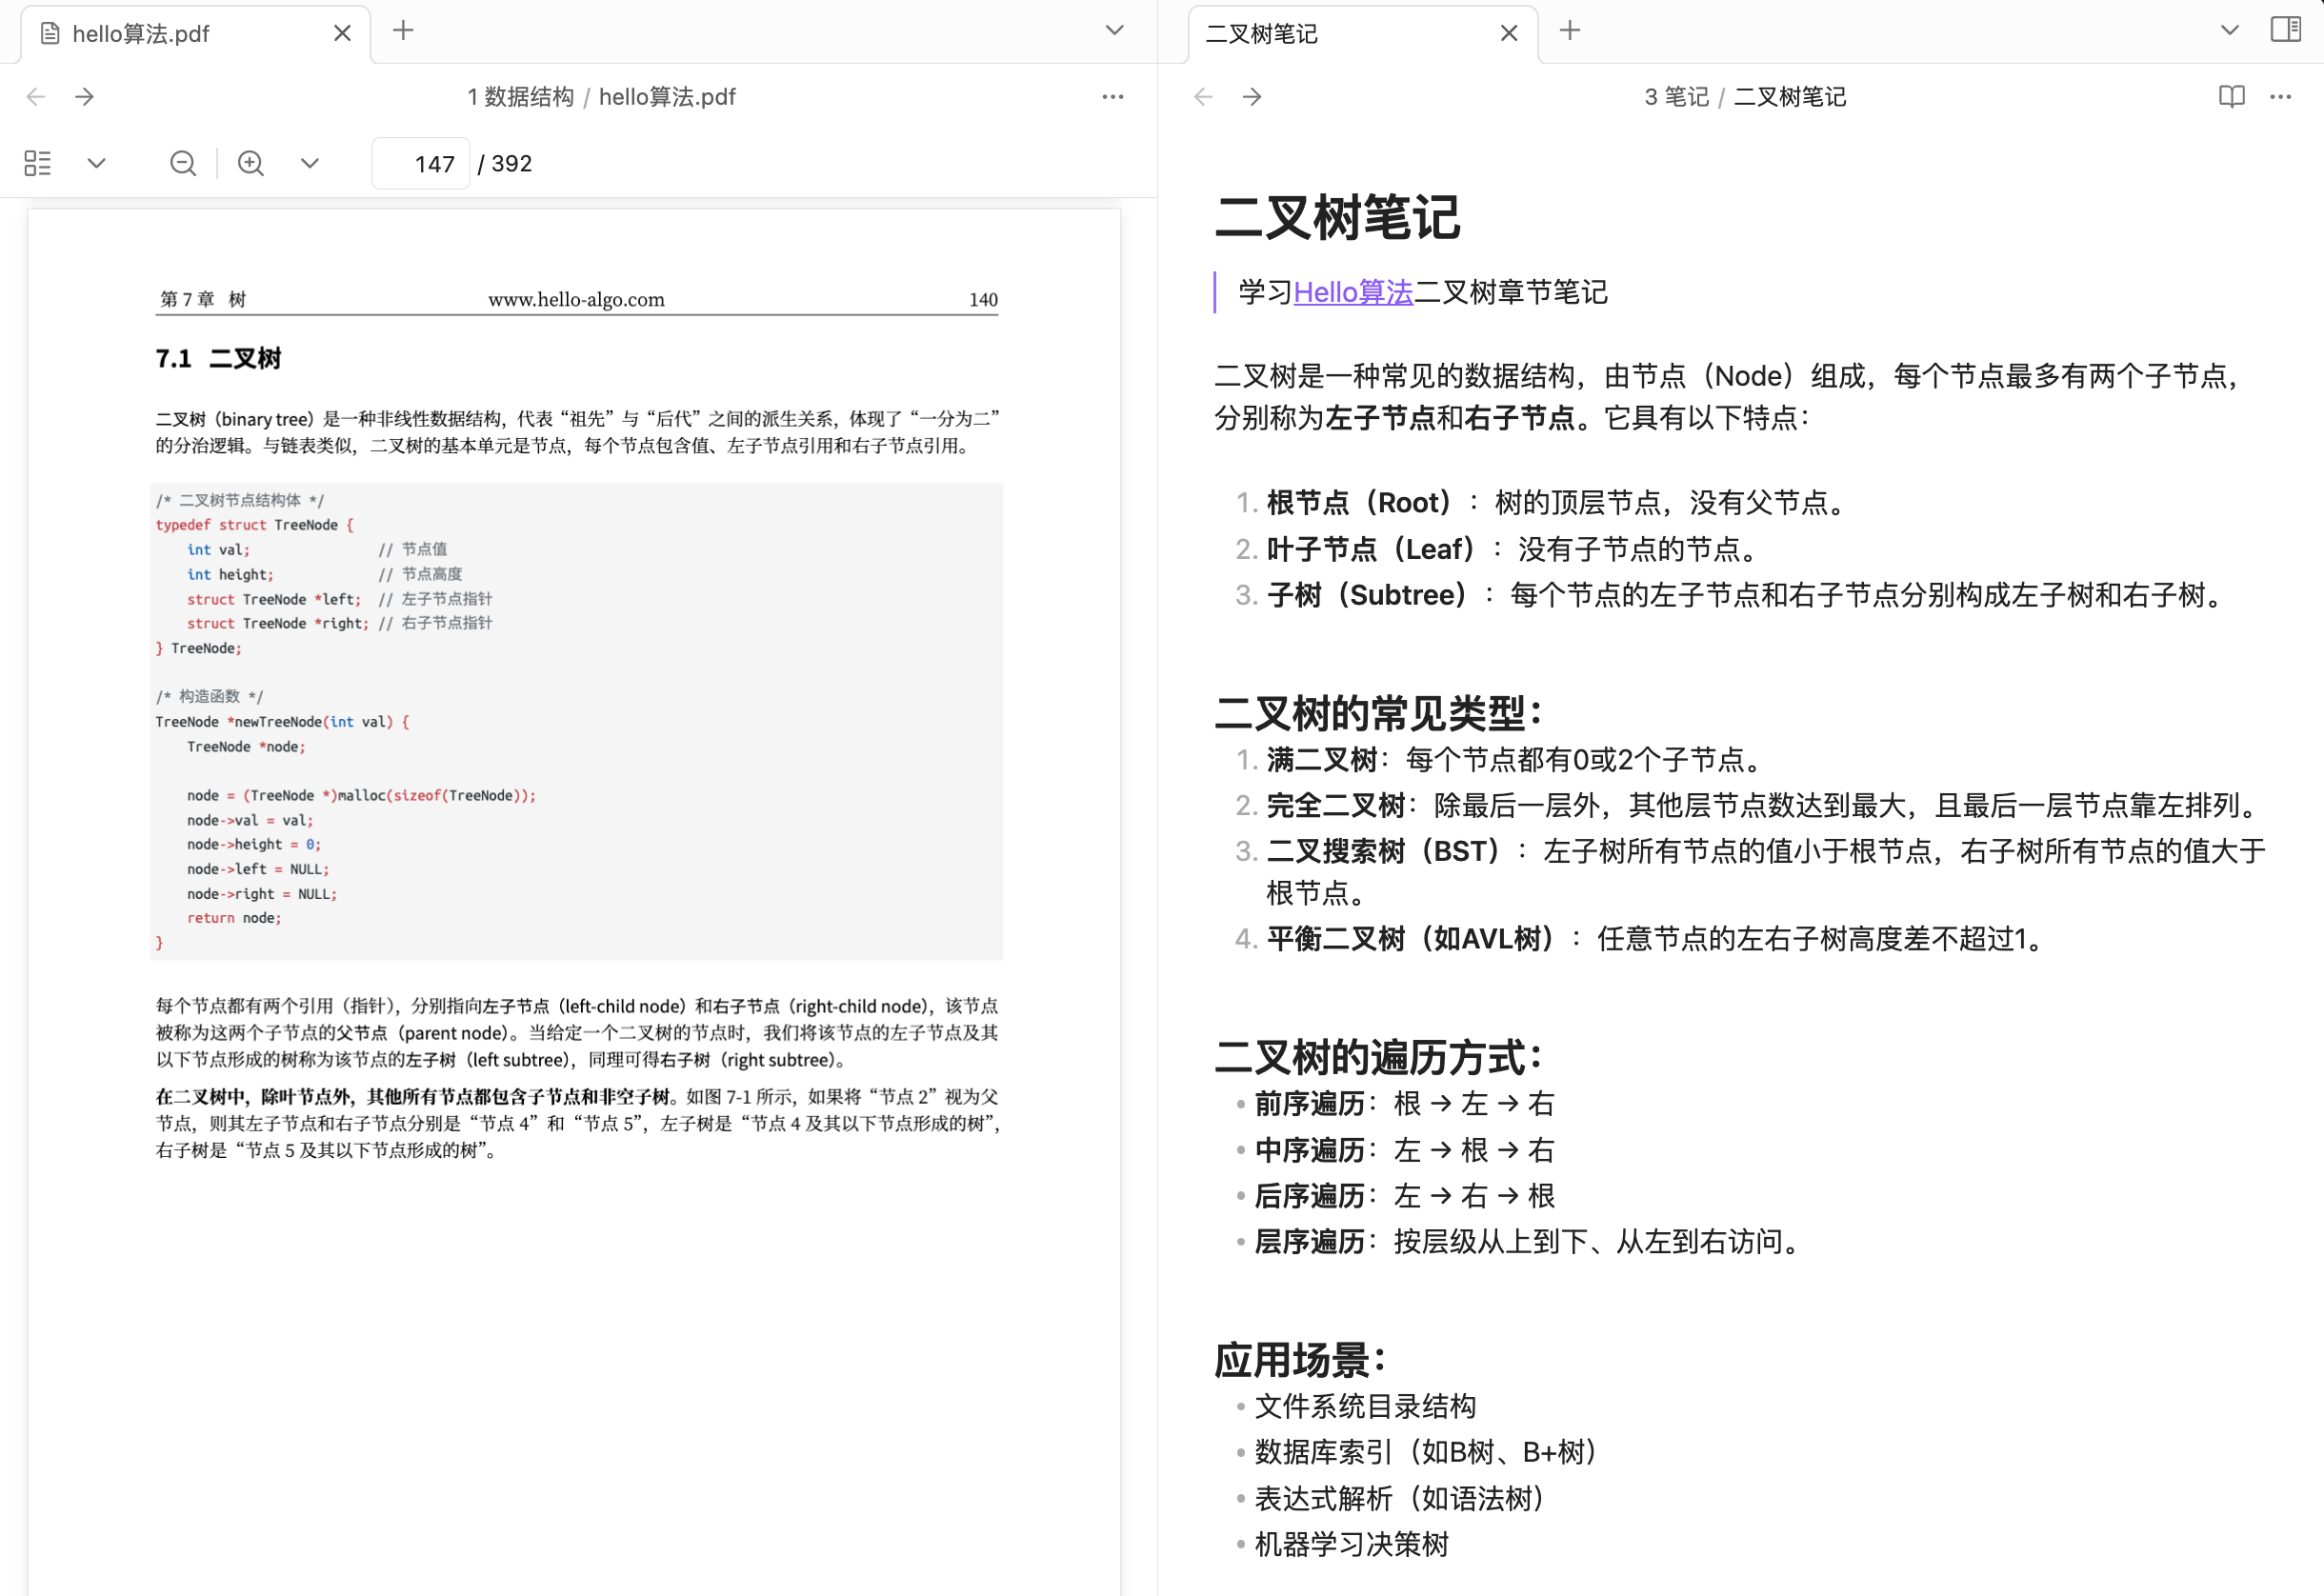 hello算法.pdf
1 数据结构 / hello算法.pdf
147 / 392
第 7 章 树 www.hello-algo.com 140
7.1 二叉树
二叉树（binary tree）是一种非线性数据结构，代表“祖先”与“后代”之间的派生关系，体现了“一分为二”
的分治逻辑。与链表类似，二叉树的基本单元是节点，每个节点包含值、左子节点引用和右子节点引用。
/* 二叉树节点结构体 */
typedef struct TreeNode {
    int val;                // 节点值
    int height;             // 节点高度
    struct TreeNode *left;  // 左子节点指针
    struct TreeNode *right; // 右子节点指针
} TreeNode;
/* 构造函数 */
TreeNode *newTreeNode(int val) {
    TreeNode *node;
    node = (TreeNode *)malloc(sizeof(TreeNode));
    node->val = val;
    node->height = 0;
    node->left = NULL;
    node->right = NULL;
    return node;
}
每个节点都有两个引用（指针），分别指向左子节点（left-child node）和右子节点（right-child node），该节点
被称为这两个子节点的父节点（parent node）。当给定一个二叉树的节点时，我们将该节点的左子节点及其
以下节点形成的树称为该节点的左子树（left subtree），同理可得右子树（right subtree）。
在二叉树中，除叶节点外，其他所有节点都包含子节点和非空子树。如图 7-1 所示，如果将“节点 2”视为父
节点，则其左子节点和右子节点分别是“节点 4”和“节点 5”，左子树是“节点 4 及其以下节点形成的树”，
右子树是“节点 5 及其以下节点形成的树”。
二叉树笔记
3 笔记 / 二叉树笔记
二叉树笔记
学习Hello算法二叉树章节笔记
二叉树是一种常见的数据结构，由节点（Node）组成，每个节点最多有两个子节点，
分别称为左子节点和右子节点。它具有以下特点：
1. 根节点（Root）：树的顶层节点，没有父节点。
2. 叶子节点（Leaf）：没有子节点的节点。
3. 子树（Subtree）：每个节点的左子节点和右子节点分别构成左子树和右子树。
二叉树的常见类型：
1. 满二叉树：每个节点都有0或2个子节点。
2. 完全二叉树：除最后一层外，其他层节点数达到最大，且最后一层节点靠左排列。
3. 二叉搜索树（BST）：左子树所有节点的值小于根节点，右子树所有节点的值大于
根节点。
4. 平衡二叉树（如AVL树）：任意节点的左右子树高度差不超过1。
二叉树的遍历方式：
• 前序遍历：根 → 左 → 右
• 中序遍历：左 → 根 → 右
• 后序遍历：左 → 右 → 根
• 层序遍历：按层级从上到下、从左到右访问。
应用场景：
• 文件系统目录结构
• 数据库索引（如B树、B+树）
• 表达式解析（如语法树）
• 机器学习决策树